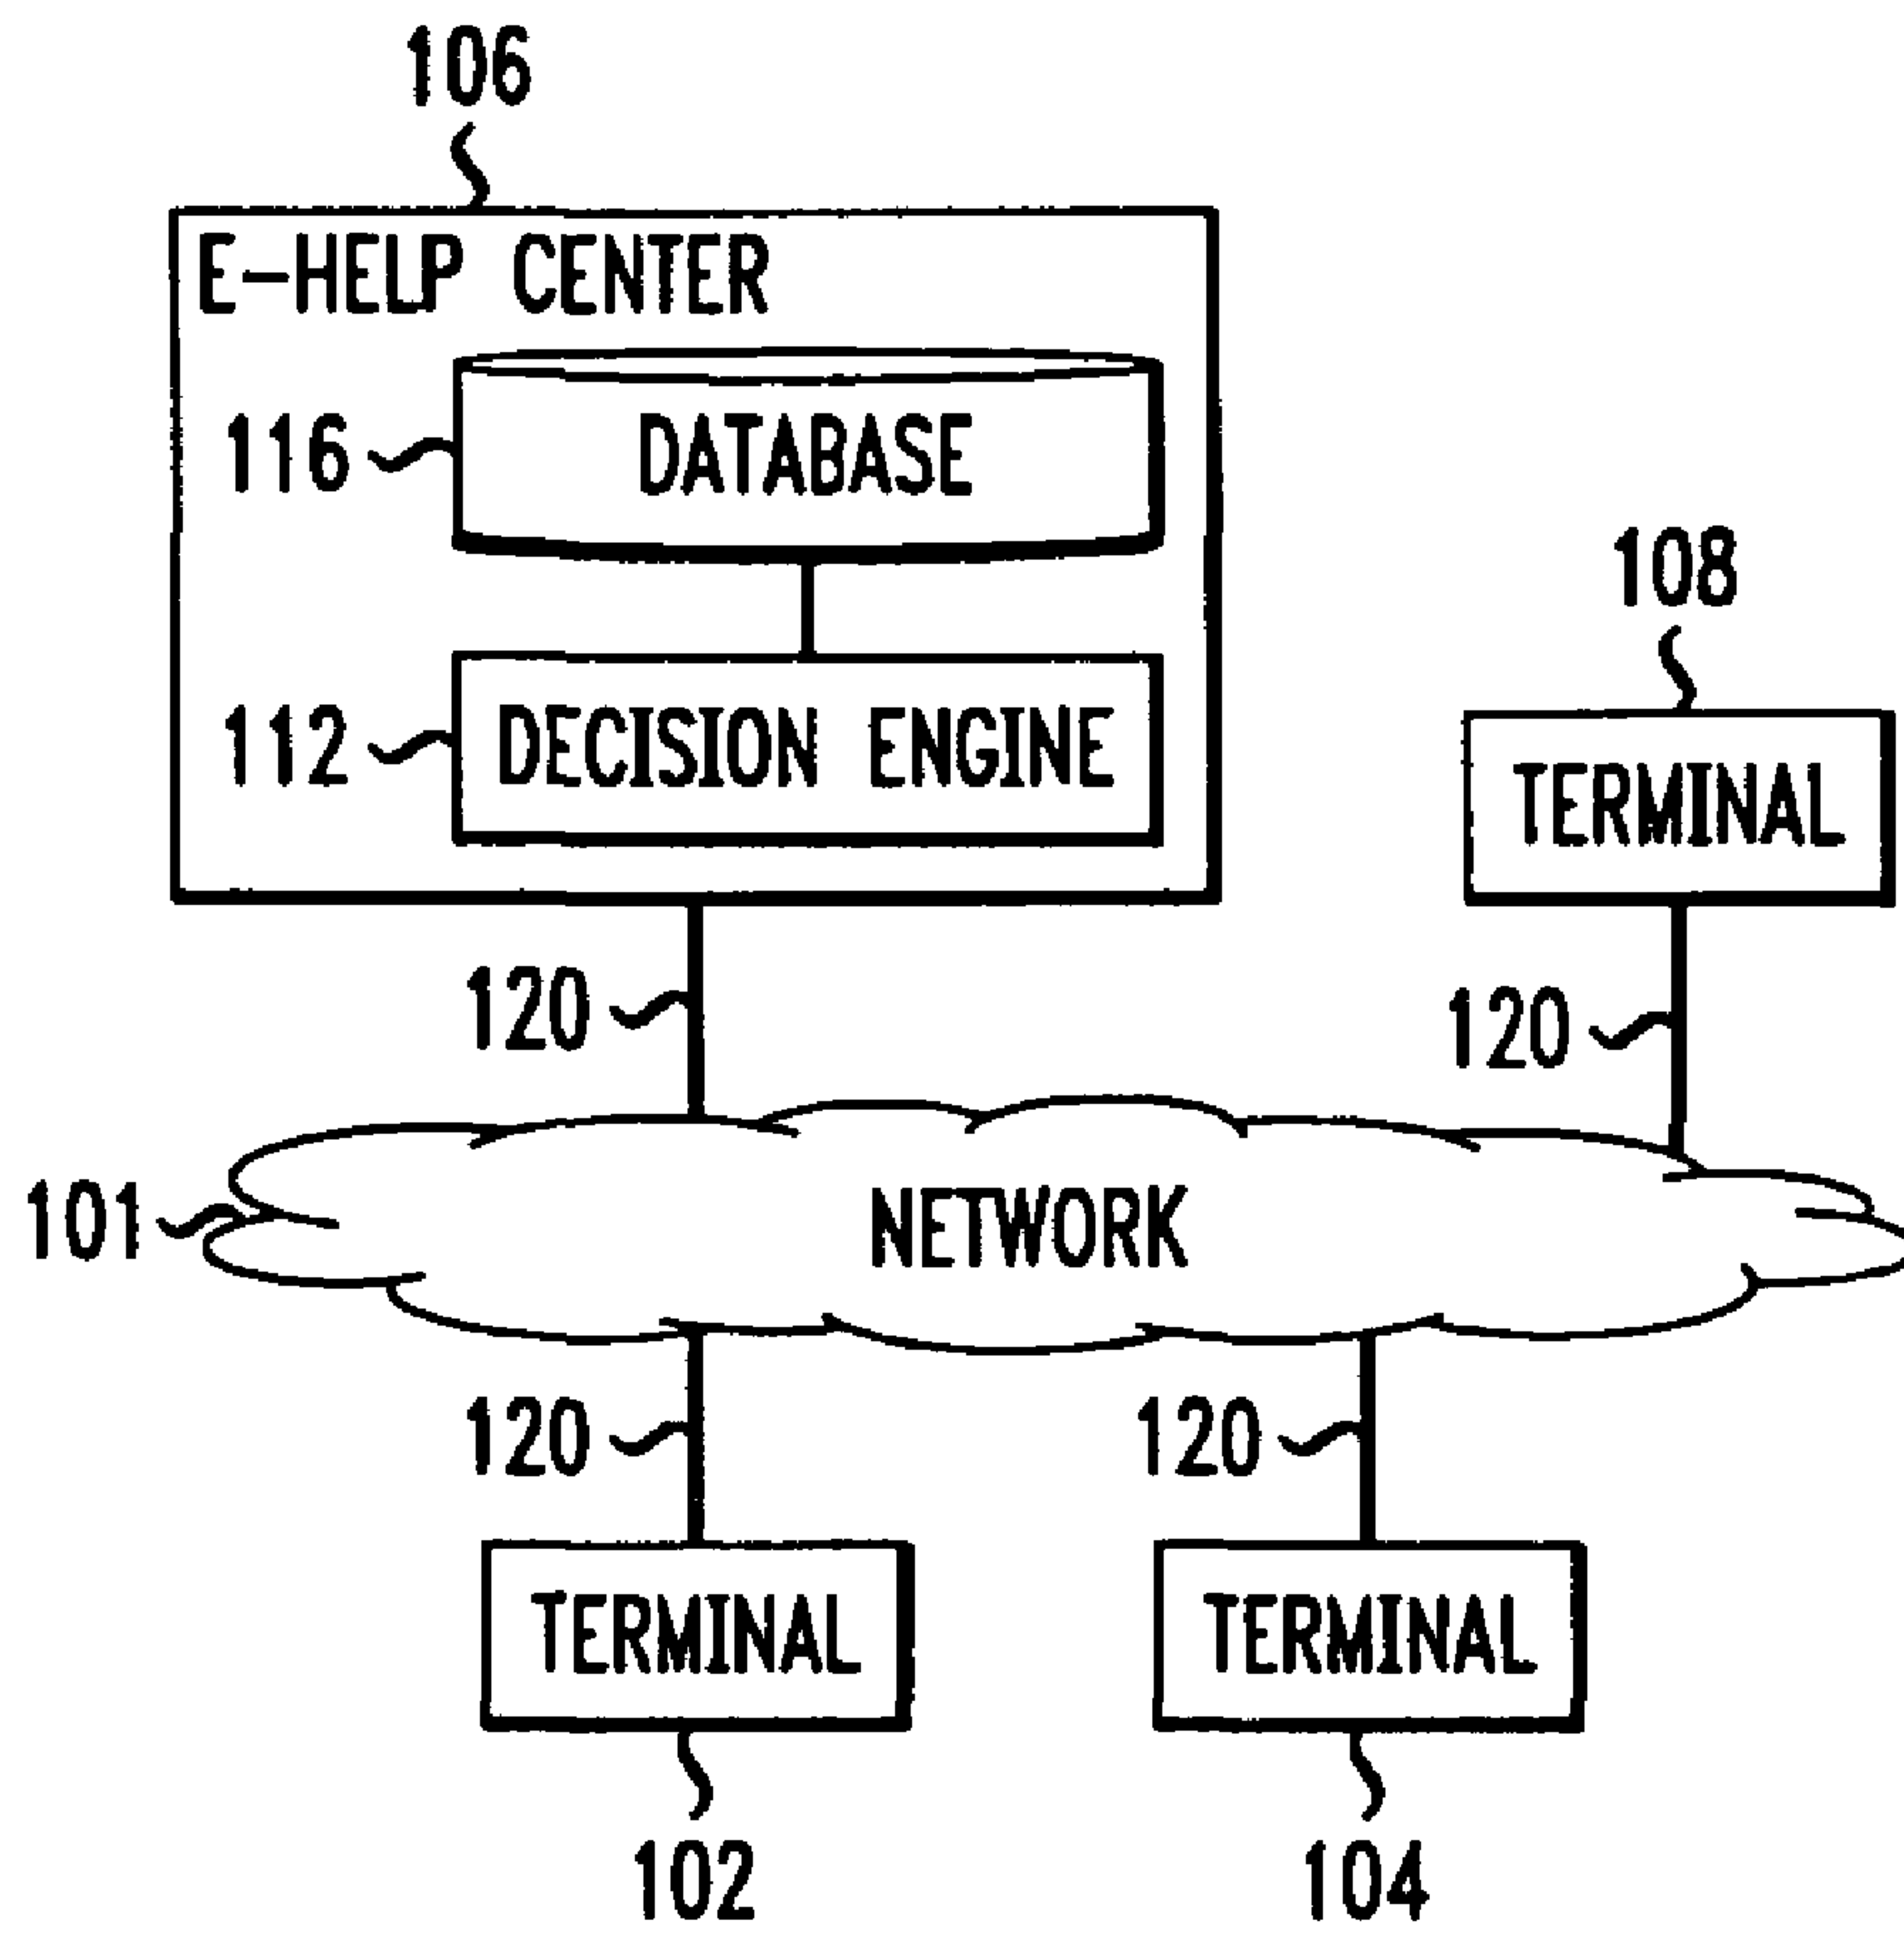 106
E-HELP CENTER
116
DATABASE
108
112
DECISION ENGINE
TERMINAL
120
120
101
NETWORK
120
120
TERMINAL
TERMINAL
102
104